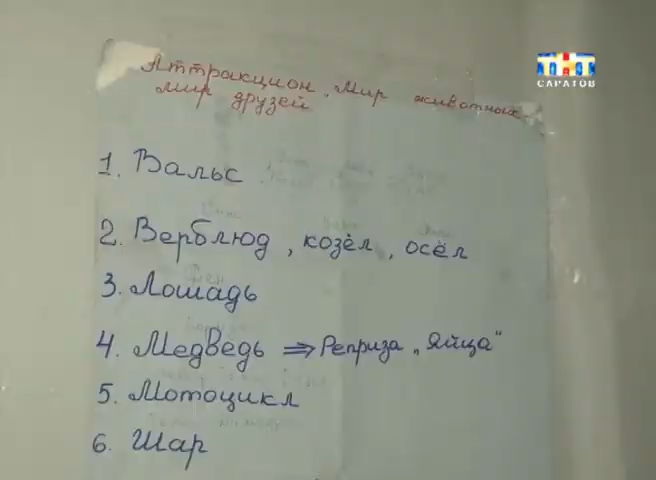 ТНТ
САРАТОВ
Аттракцион „Мир животных -
мир друзей
1. Вальс
2. Верблюд, козёл, осёл
3. Лошадь
4. Медведь ⇒ Реприза „Яйца“
5. Мотоцикл
6. Шар